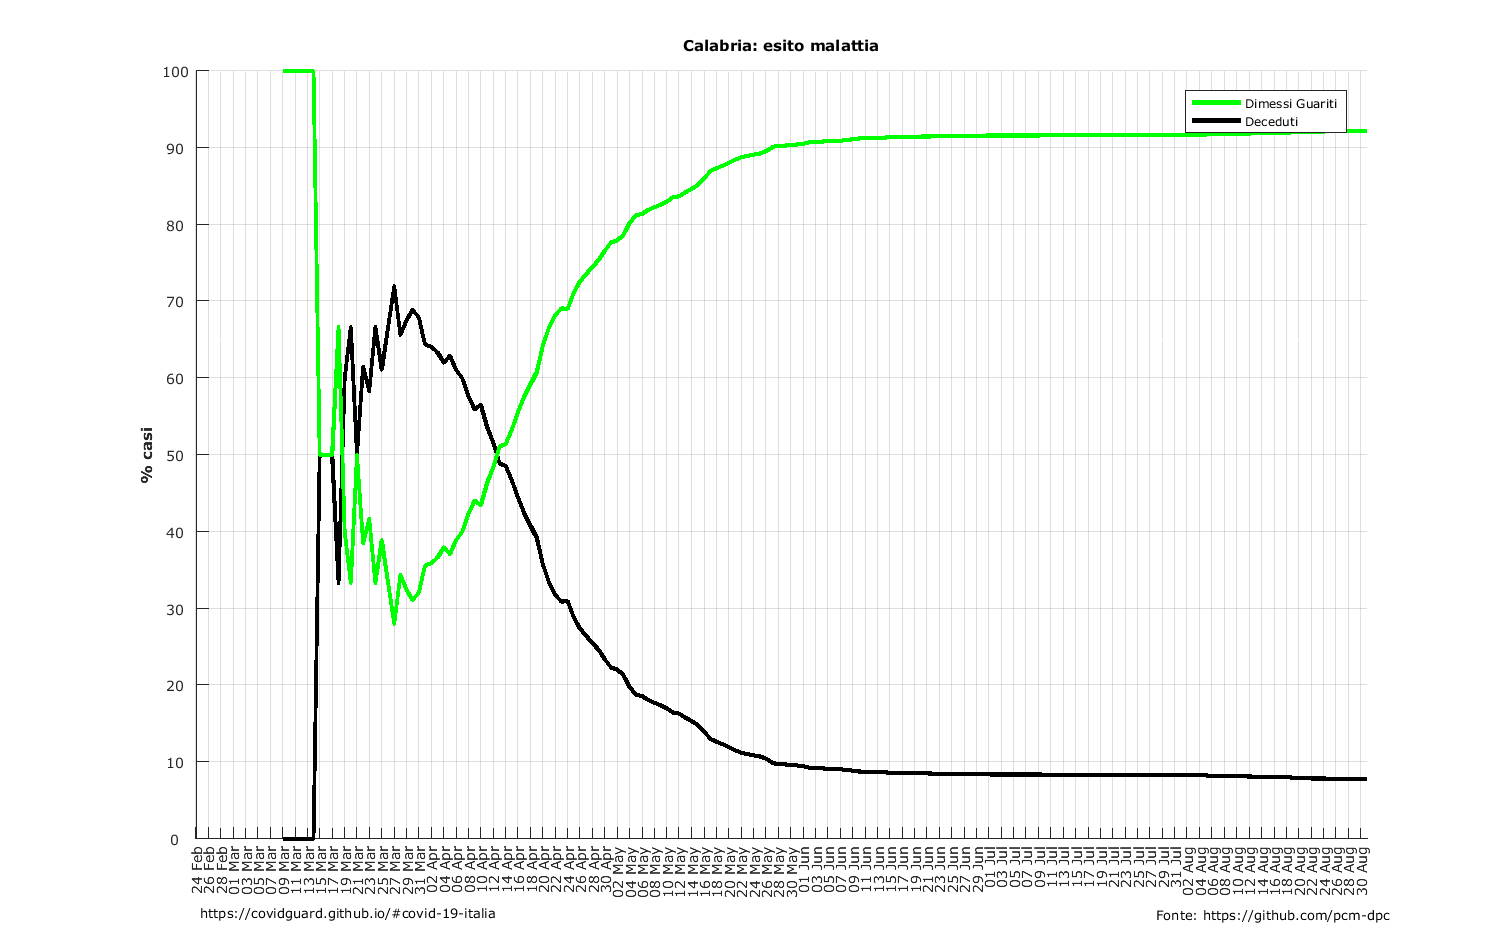 Calabria: esito malattia
Dimessi Guariti
Deceduti
% casi
100
90
80
70
60
50
40
30
20
10
0
24 Feb
26 Feb
28 Feb
01 Mar
03 Mar
05 Mar
07 Mar
09 Mar
11 Mar
13 Mar
15 Mar
17 Mar
19 Mar
21 Mar
23 Mar
25 Mar
27 Mar
29 Mar
31 Mar
02 Apr
04 Apr
06 Apr
08 Apr
10 Apr
12 Apr
14 Apr
16 Apr
18 Apr
20 Apr
22 Apr
24 Apr
26 Apr
28 Apr
30 Apr
02 May
04 May
06 May
08 May
10 May
12 May
14 May
16 May
18 May
20 May
22 May
24 May
26 May
28 May
30 May
01 Jun
03 Jun
05 Jun
07 Jun
09 Jun
11 Jun
13 Jun
15 Jun
17 Jun
19 Jun
21 Jun
23 Jun
25 Jun
27 Jun
29 Jun
01 Jul
03 Jul
05 Jul
07 Jul
09 Jul
11 Jul
13 Jul
15 Jul
17 Jul
19 Jul
21 Jul
23 Jul
25 Jul
27 Jul
29 Jul
31 Jul
02 Aug
04 Aug
06 Aug
08 Aug
10 Aug
12 Aug
14 Aug
16 Aug
18 Aug
20 Aug
22 Aug
24 Aug
26 Aug
28 Aug
30 Aug
https://covidguard.github.io/#covid-19-italia
Fonte: https://github.com/pcm-dpc